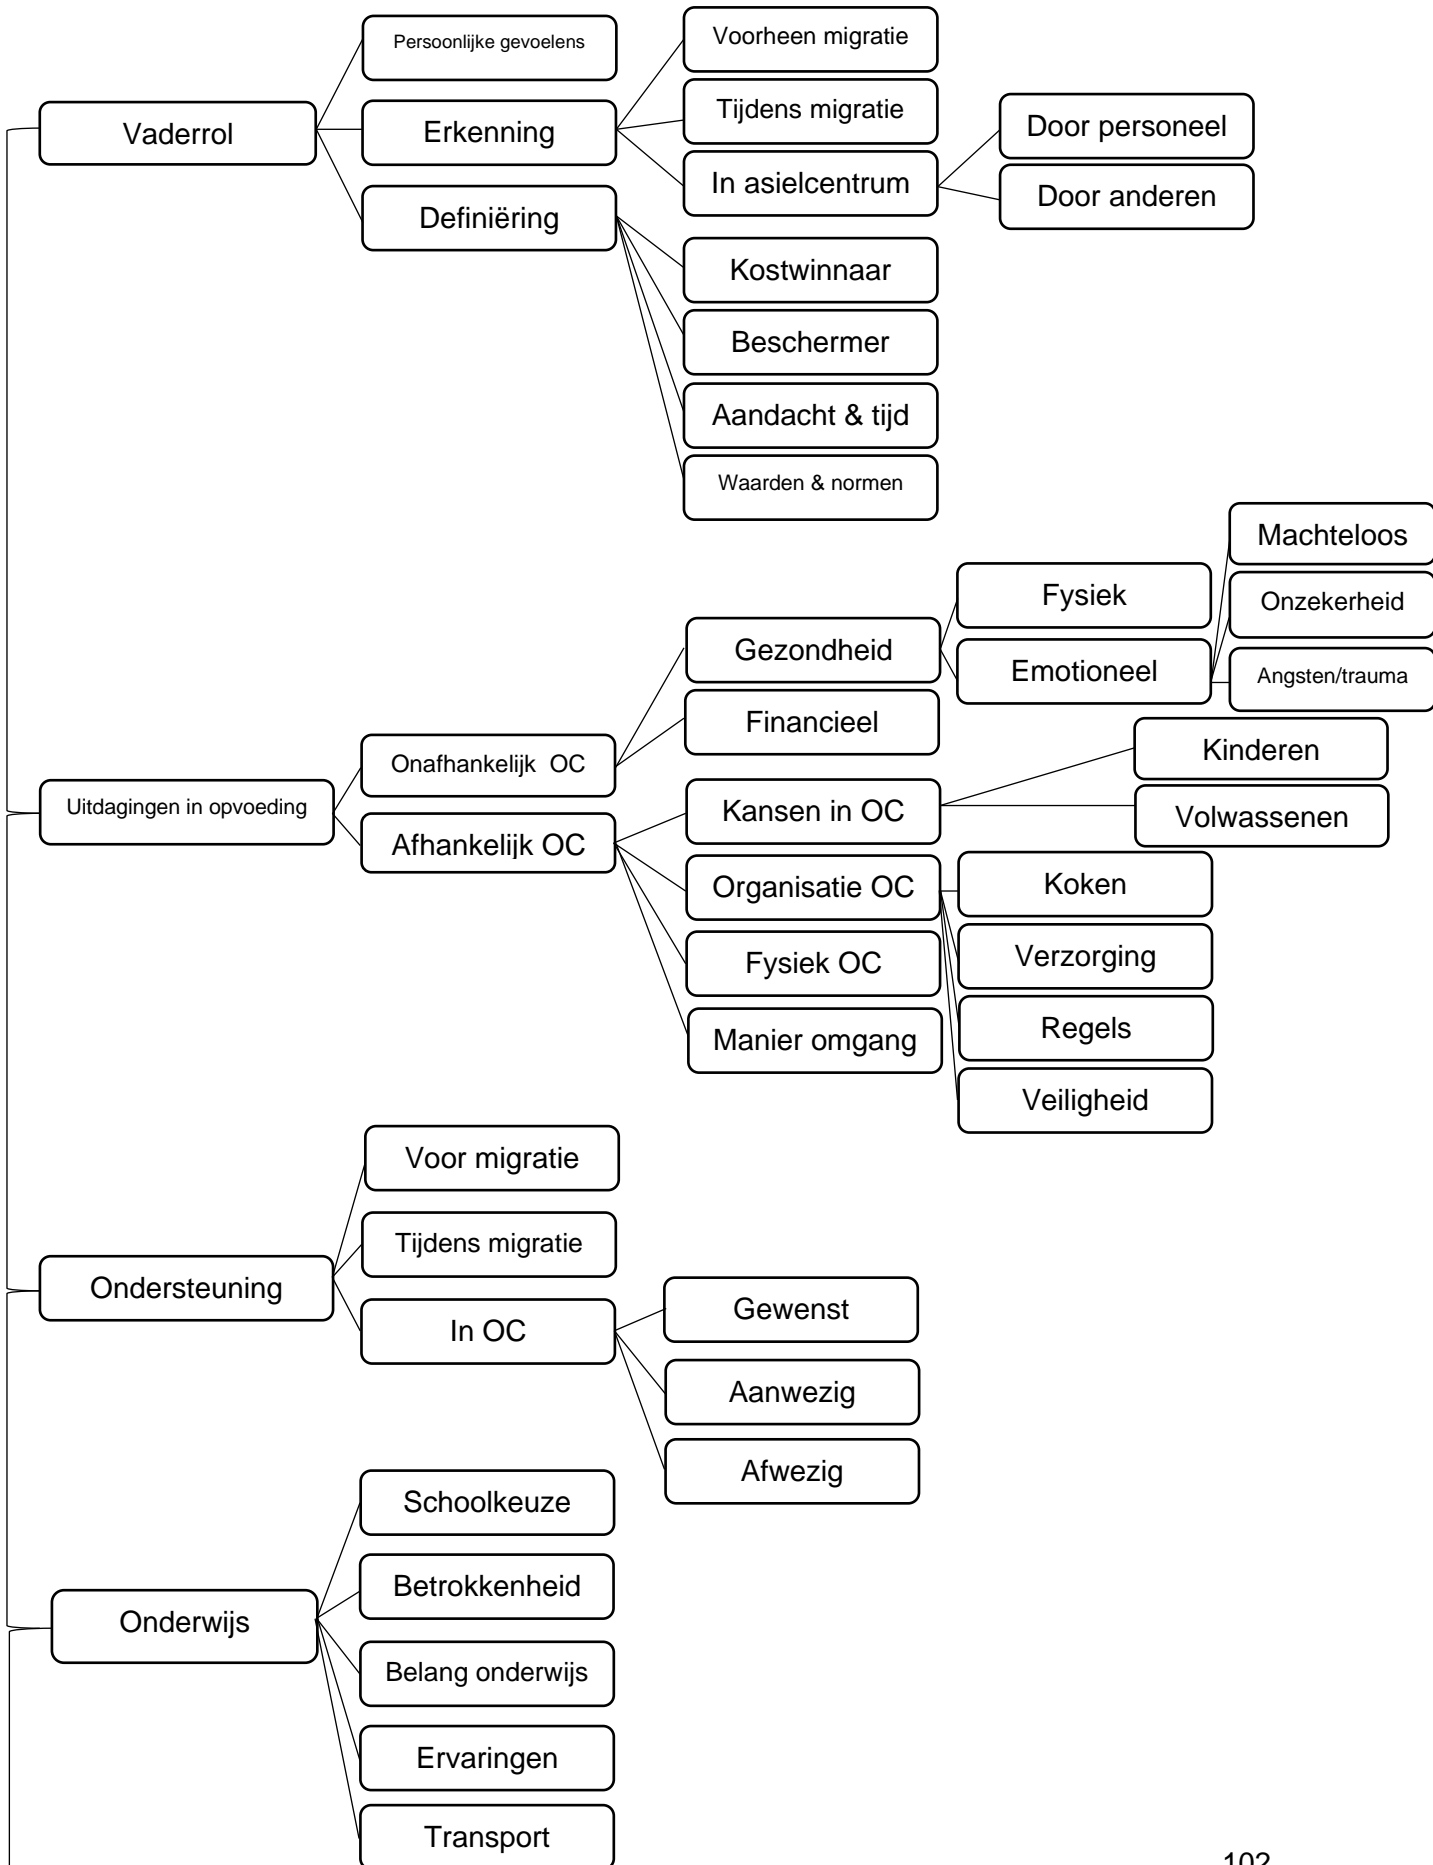 Vaderrol
Persoonlijke gevoelens
Erkenning
Voorheen migratie
Tijdens migratie
In asielcentrum
Door personeel
Door anderen
Definiëring
Kostwinnaar
Beschermer
Aandacht & tijd
Waarden & normen
Uitdagingen in opvoeding
Onafhankelijk OC
Gezondheid
Fysiek
Emotioneel
Machteloos
Onzekerheid
Angsten/trauma
Financieel
Afhankelijk OC
Kansen in OC
Kinderen
Volwassenen
Organisatie OC
Koken
Verzorging
Regels
Veiligheid
Fysiek OC
Manier omgang
Ondersteuning
Voor migratie
Tijdens migratie
In OC
Gewenst
Aanwezig
Afwezig
Onderwijs
Schoolkeuze
Betrokkenheid
Belang onderwijs
Ervaringen
Transport
102